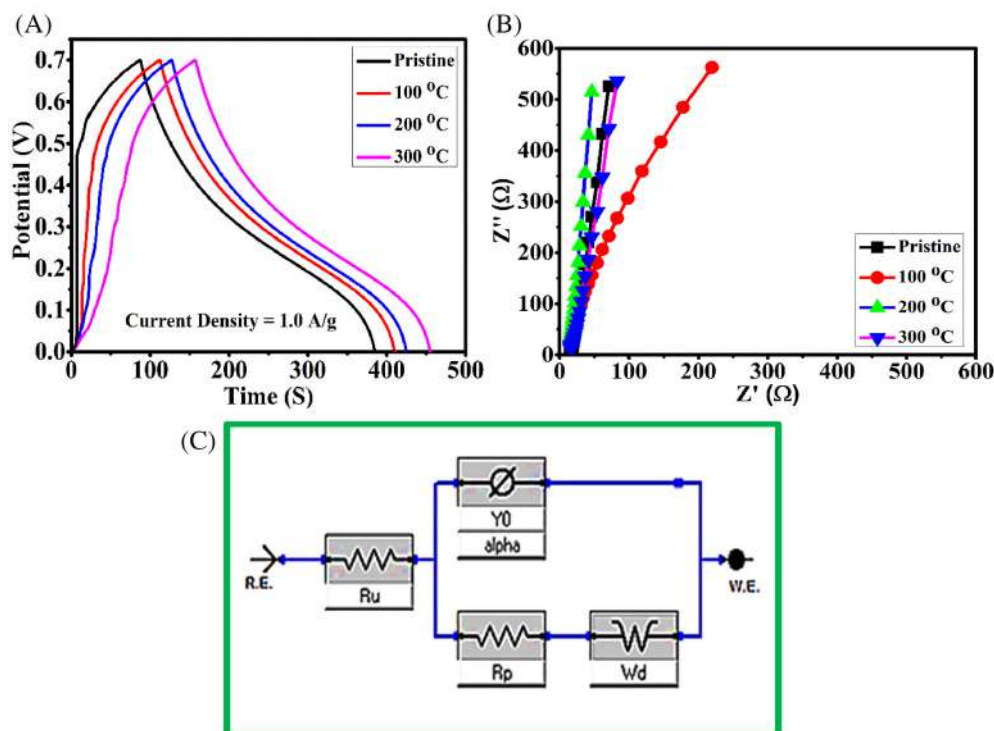 (A)
Potential (V)
0.7
0.6
0.5
0.4
0.3
0.2
0.1
0.0
Pristine
100 °C
200 °C
300 °C
Current Density = 1.0 A/g
0 100 200 300 400 500
Time (S)
(B)
Z'' (Ω)
600
500
400
300
200
100
0
Pristine
100 °C
200 °C
300 °C
0 100 200 300 400 500 600
Z' (Ω)
(C)
R.E.
Ru
Y0
alpha
Rp
Wd
W.E.